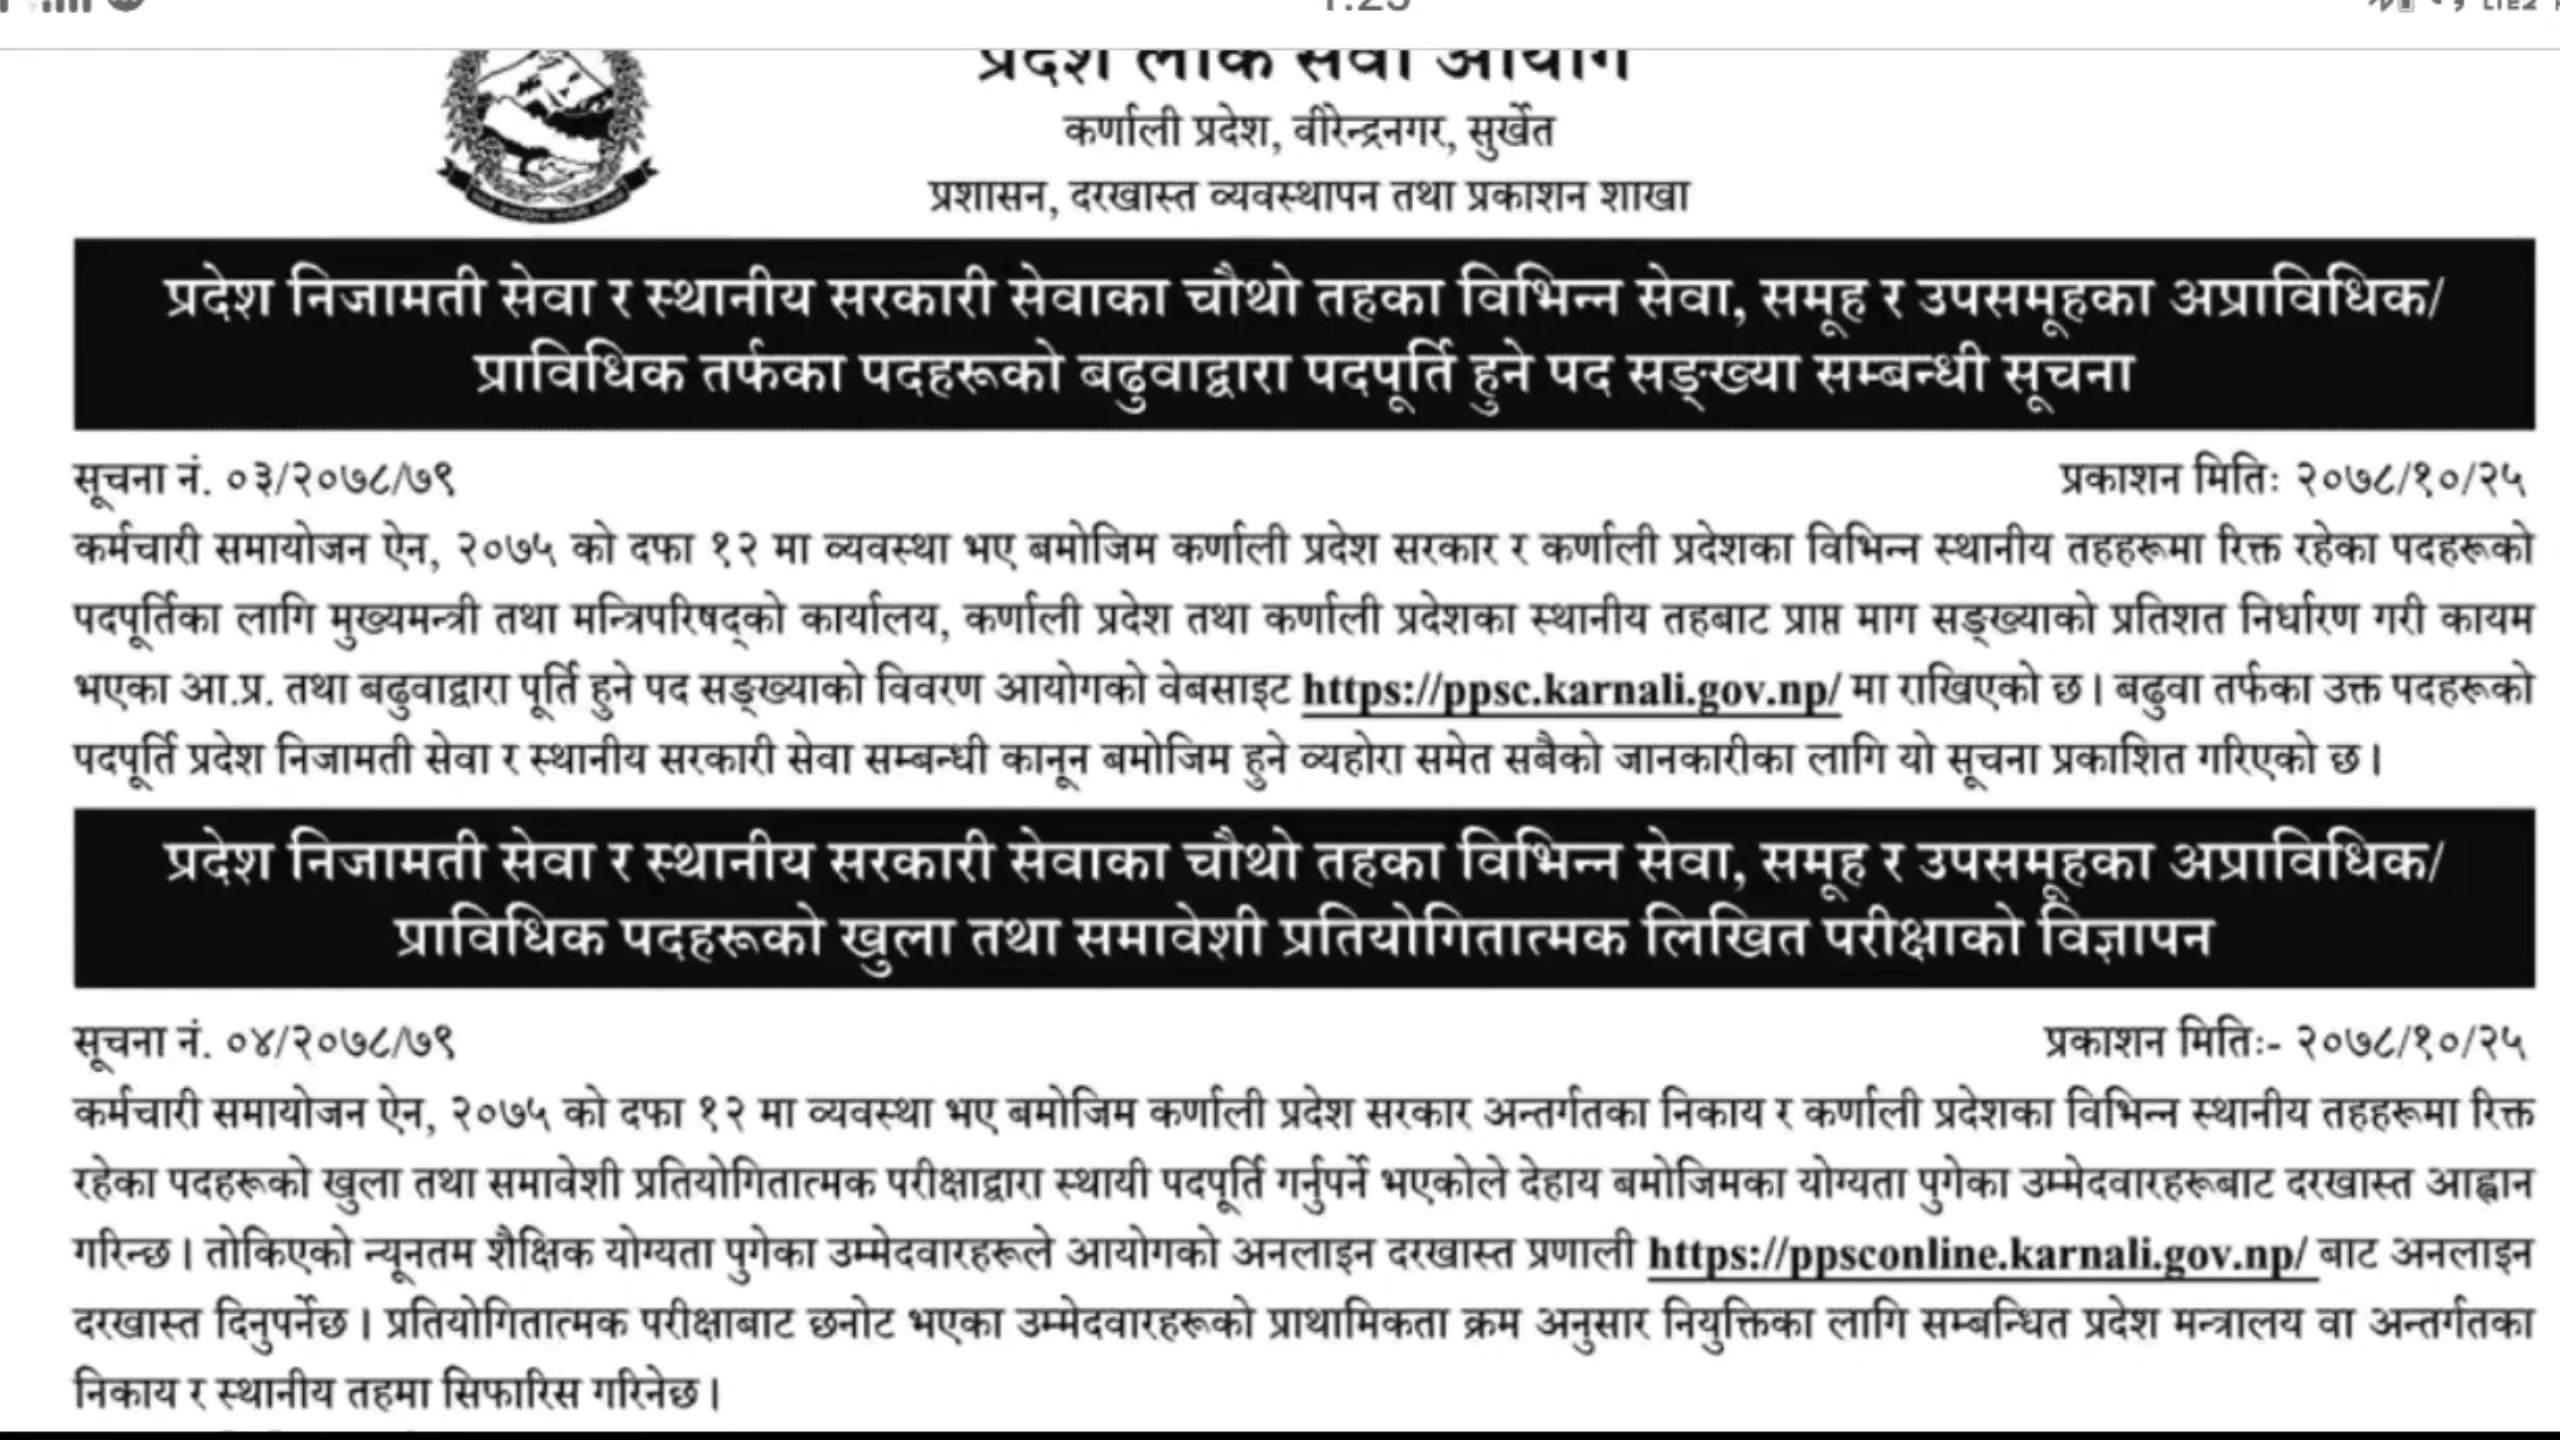 प्रदेश लोक सेवा आयोग
कर्णाली प्रदेश, वीरेन्द्रनगर, सुर्खेत
प्रशासन, दरखास्त व्यवस्थापन तथा प्रकाशन शाखा
प्रदेश निजामती सेवा र स्थानीय सरकारी सेवाका चौथो तहका विभिन्न सेवा, समूह र उपसमूहका अप्राविधिक/
प्राविधिक तर्फका पदहरूको बढुवाद्वारा पदपूर्ति हुने पद सङ्ख्या सम्बन्धी सूचना
सूचना नं. ०३/२०७८/७९ प्रकाशन मितिः २०७८/१०/२५
कर्मचारी समायोजन ऐन, २०७५ को दफा १२ मा व्यवस्था भए बमोजिम कर्णाली प्रदेश सरकार र कर्णाली प्रदेशका विभिन्न स्थानीय तहहरूमा रिक्त रहेका पदहरूको
पदपूर्तिका लागि मुख्यमन्त्री तथा मन्त्रिपरिषद्को कार्यालय, कर्णाली प्रदेश तथा कर्णाली प्रदेशका स्थानीय तहबाट प्राप्त माग सङ्ख्याको प्रतिशत निर्धारण गरी कायम
भएका आ.प्र. तथा बढुवाद्वारा पूर्ति हुने पद सङ्ख्याको विवरण आयोगको वेबसाइट https://ppsc.karnali.gov.np/ मा राखिएको छ । बढुवा तर्फका उक्त पदहरूको
पदपूर्ति प्रदेश निजामती सेवा र स्थानीय सरकारी सेवा सम्बन्धी कानून बमोजिम हुने व्यहोरा समेत सबैको जानकारीका लागि यो सूचना प्रकाशित गरिएको छ ।
प्रदेश निजामती सेवा र स्थानीय सरकारी सेवाका चौथो तहका विभिन्न सेवा, समूह र उपसमूहका अप्राविधिक/
प्राविधिक पदहरूको खुला तथा समावेशी प्रतियोगितात्मक लिखित परीक्षाको विज्ञापन
सूचना नं. ०४/२०७८/७९ प्रकाशन मितिः- २०७८/१०/२५
कर्मचारी समायोजन ऐन, २०७५ को दफा १२ मा व्यवस्था भए बमोजिम कर्णाली प्रदेश सरकार अन्तर्गतका निकाय र कर्णाली प्रदेशका विभिन्न स्थानीय तहहरूमा रिक्त
रहेका पदहरूको खुला तथा समावेशी प्रतियोगितात्मक परीक्षाद्वारा स्थायी पदपूर्ति गर्नुपर्ने भएकोले देहाय बमोजिमका योग्यता पुगेका उम्मेदवारहरूबाट दरखास्त आह्वान
गरिन्छ । तोकिएको न्यूनतम शैक्षिक योग्यता पुगेका उम्मेदवारहरूले आयोगको अनलाइन दरखास्त प्रणाली https://ppsconline.karnali.gov.np/ बाट अनलाइन
दरखास्त दिनुपर्नेछ । प्रतियोगितात्मक परीक्षाबाट छनोट भएका उम्मेदवारहरूको प्राथामिकता क्रम अनुसार नियुक्तिका लागि सम्बन्धित प्रदेश मन्त्रालय वा अन्तर्गतका
निकाय र स्थानीय तहमा सिफारिस गरिनेछ ।